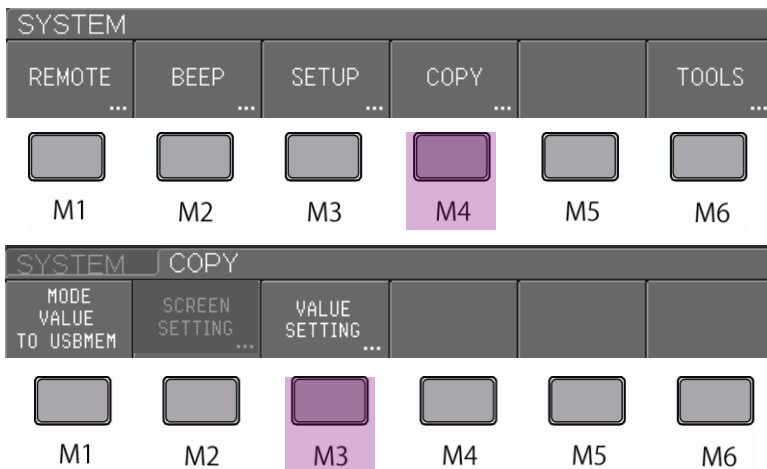 SYSTEM
REMOTE ... BEEP ... SETUP ... COPY ... TOOLS ...
M1 M2 M3 M4 M5 M6
SYSTEM COPY
MODE
VALUE
TO USBMEM
SCREEN
SETTING ...
VALUE
SETTING ...
M1 M2 M3 M4 M5 M6